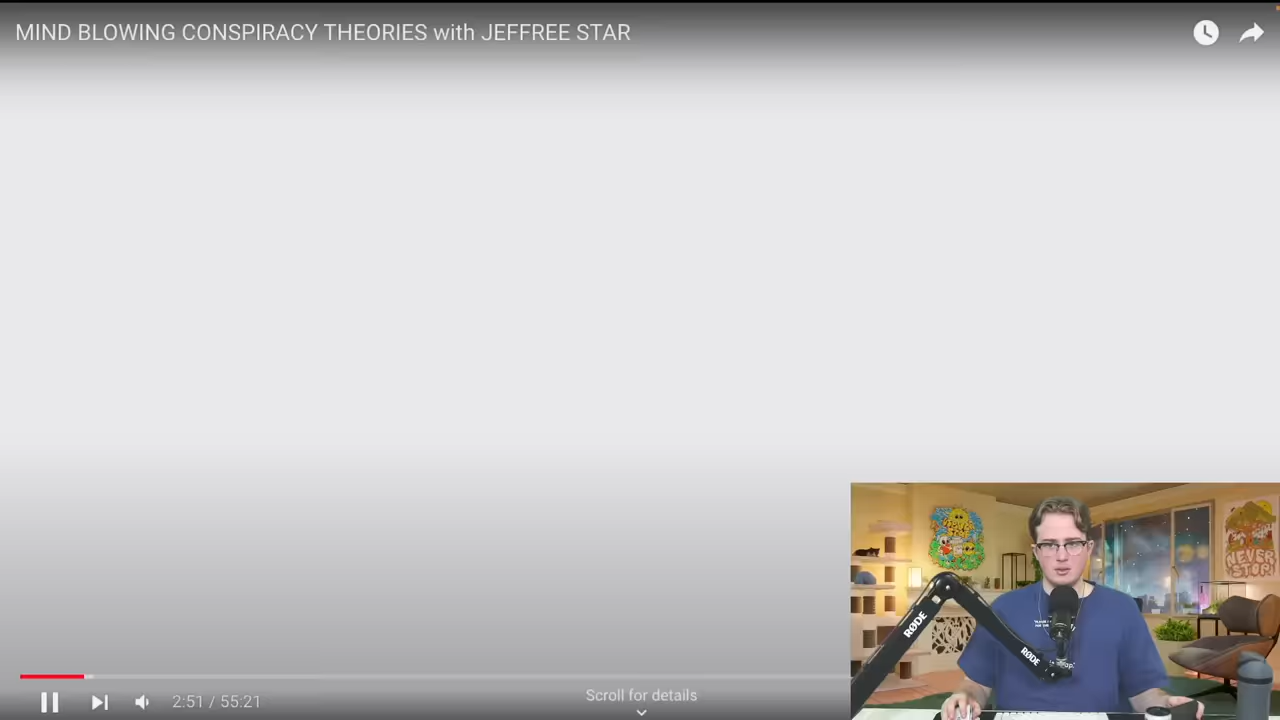 MIND BLOWING CONSPIRACY THEORIES with JEFFREE STAR
NEVER
STOP!
RØDE
RØDE
2:51 / 55:21
Scroll for details